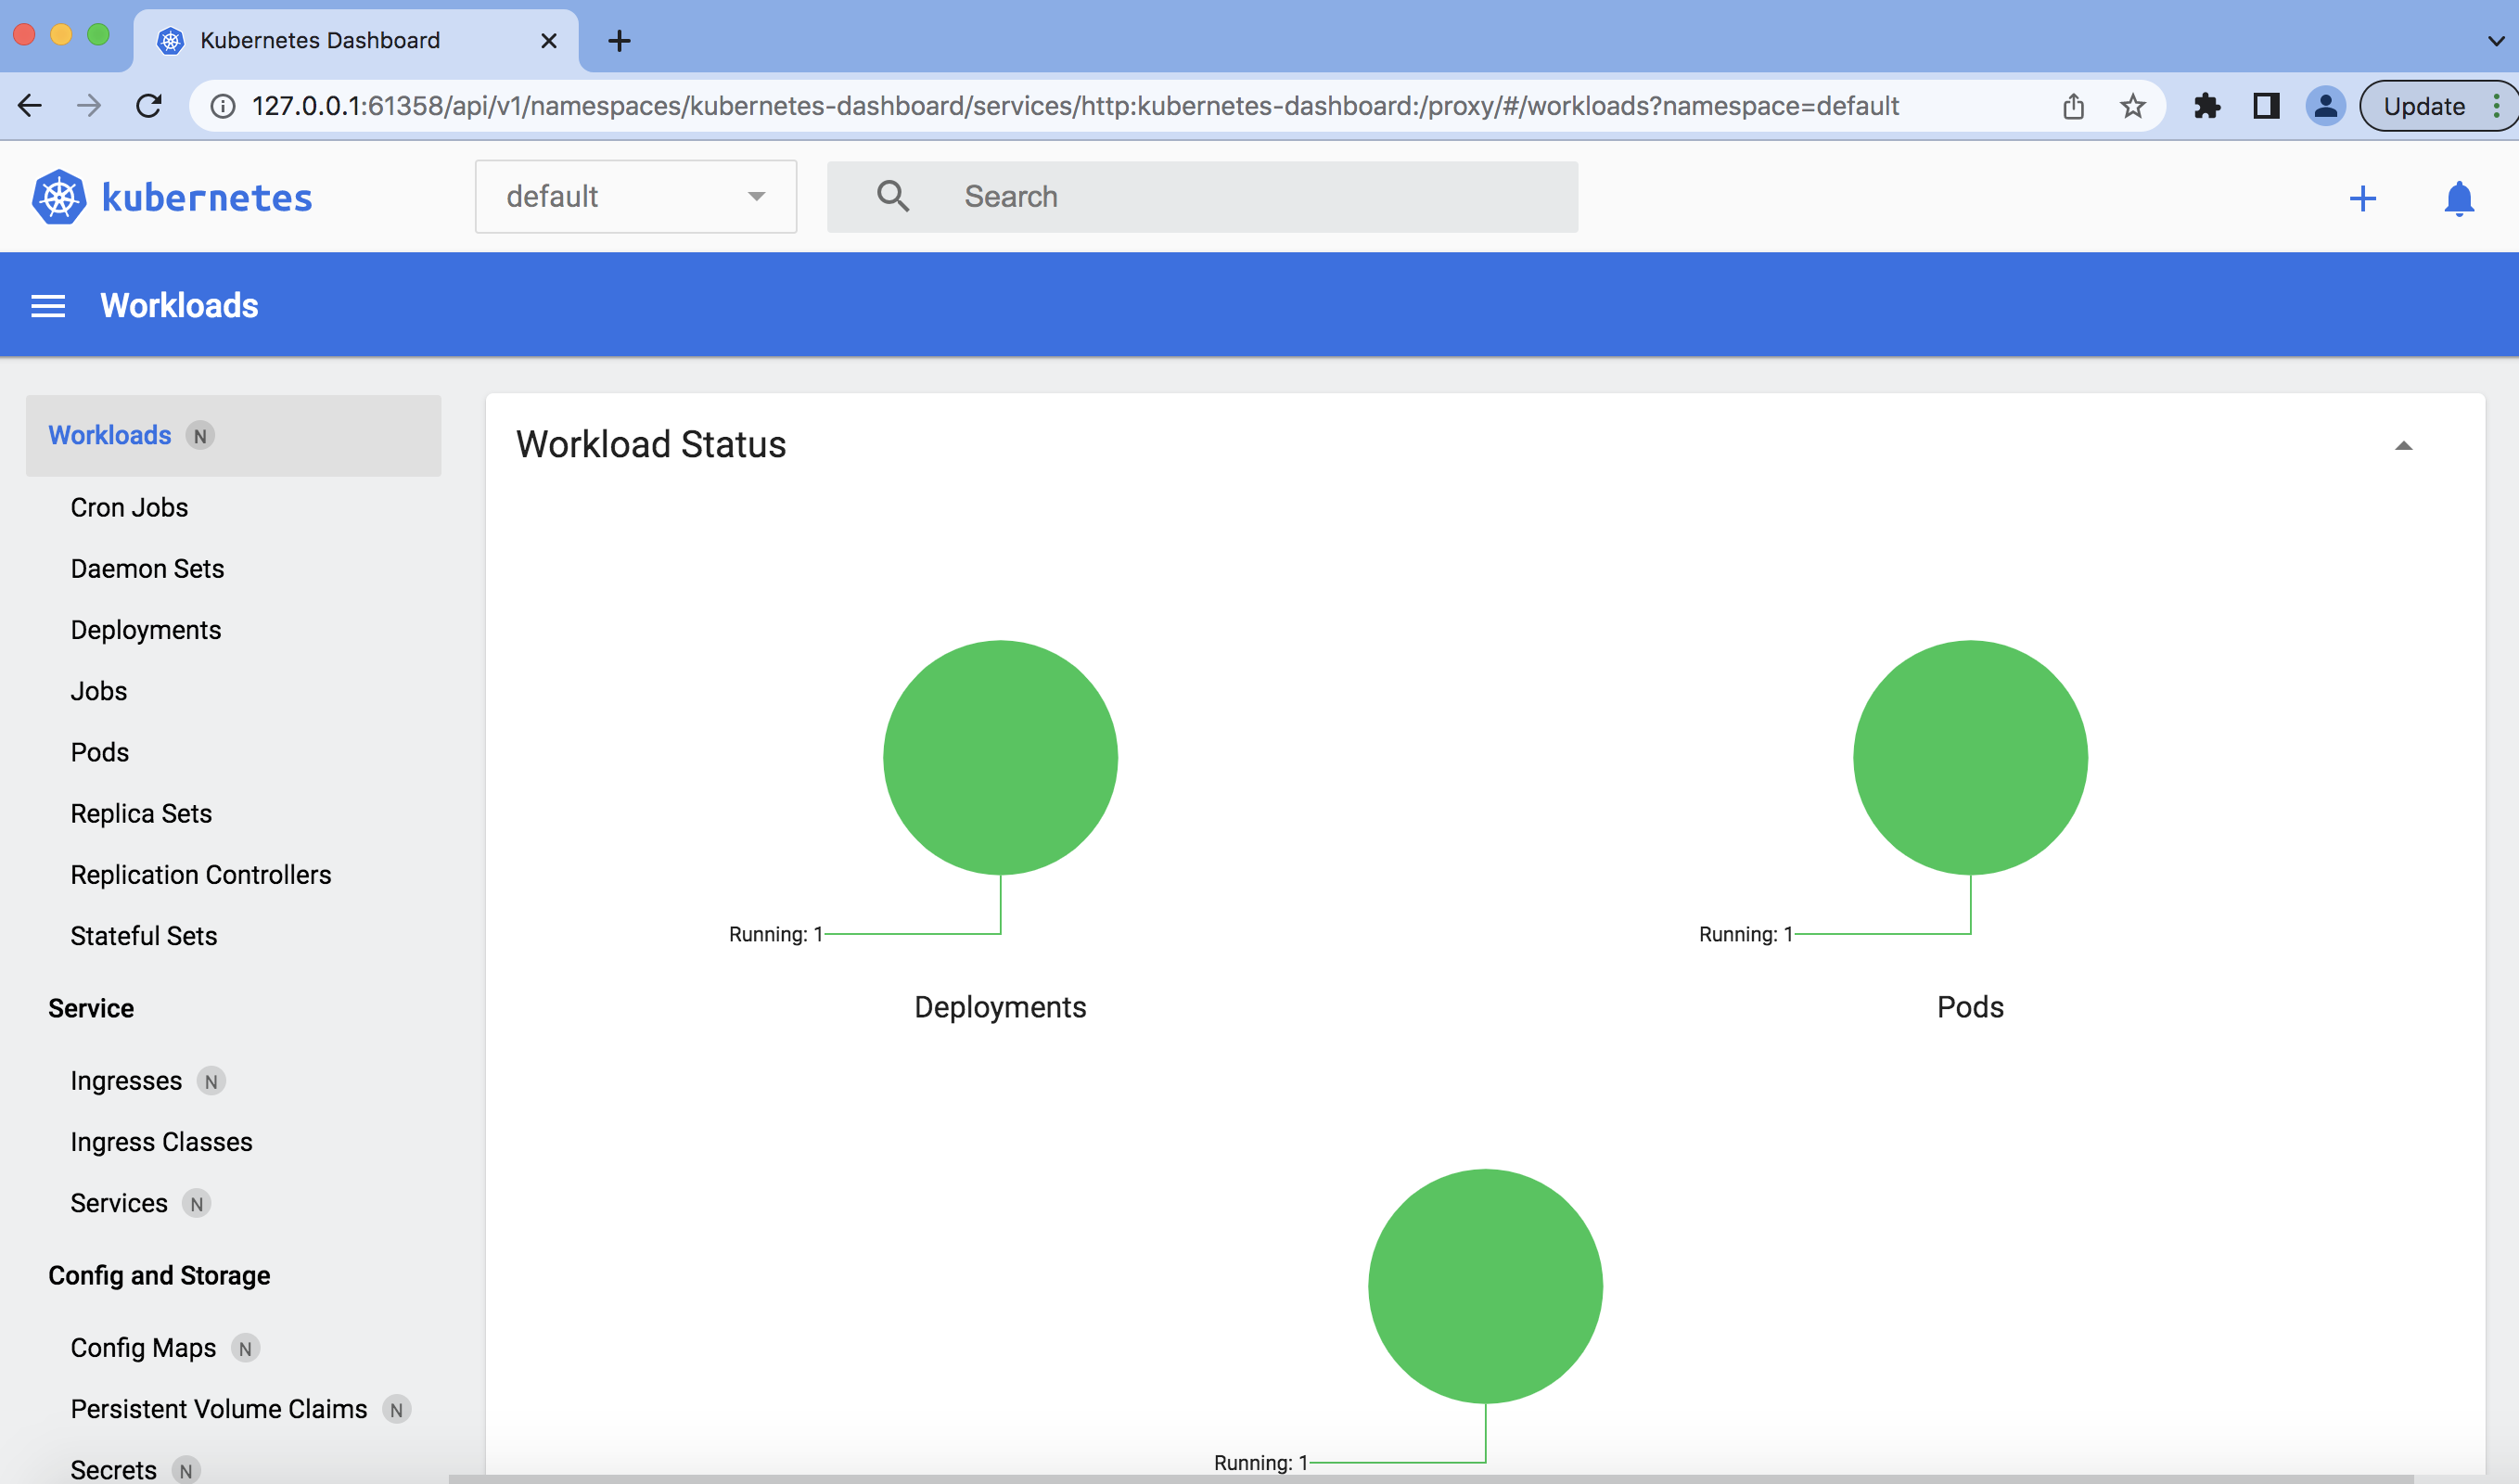 Kubernetes Dashboard
127.0.0.1:61358/api/v1/namespaces/kubernetes-dashboard/services/http:kubernetes-dashboard:/proxy/#/workloads?namespace=default
Update
kubernetes
default
Search
Workloads
Workloads N
Cron Jobs
Daemon Sets
Deployments
Jobs
Pods
Replica Sets
Replication Controllers
Stateful Sets
Service
Ingresses N
Ingress Classes
Services N
Config and Storage
Config Maps N
Persistent Volume Claims N
Secrets N
Workload Status
Running: 1
Deployments
Running: 1
Pods
Running: 1